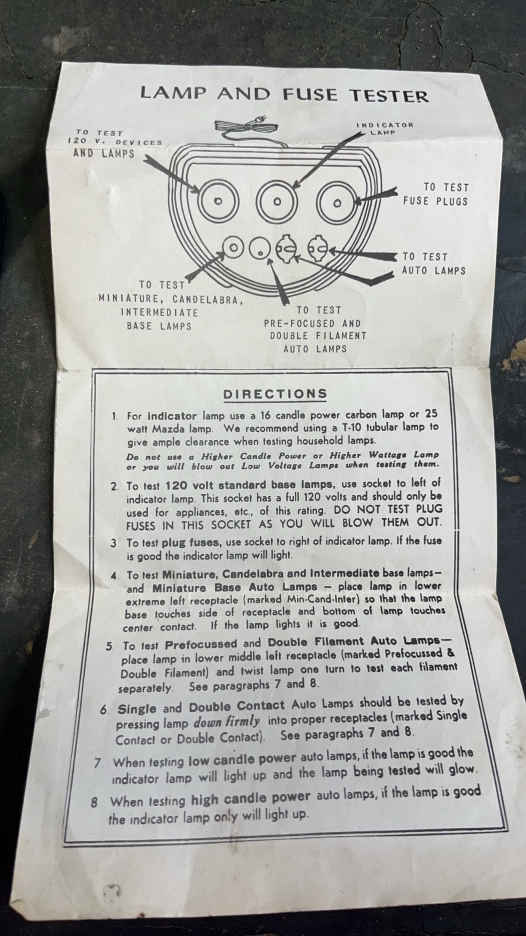 LAMP AND FUSE TESTER
TO TEST
120 V. DEVICES
AND LAMPS
INDICATOR
LAMP
TO TEST
FUSE PLUGS
TO TEST
AUTO LAMPS
TO TEST
MINIATURE, CANDELABRA,
INTERMEDIATE
BASE LAMPS
TO TEST
PRE-FOCUSED AND
DOUBLE FILAMENT
AUTO LAMPS
DIRECTIONS
1. For indicator lamp use a 16 candle power carbon lamp or 25
watt Mazda lamp. We recommend using a T-10 tubular lamp to
give ample clearance when testing household lamps.
Do not use a Higher Candle Power or Higher Wattage Lamp
or you will blow out Low Voltage Lamps when testing them.
2. To test 120 volt standard base lamps, use socket to left of
indicator lamp. This socket has a full 120 volts and should only be
used for appliances, etc., of this rating. DO NOT TEST PLUG
FUSES IN THIS SOCKET AS YOU WILL BLOW THEM OUT.
3 To test plug fuses, use socket to right of indicator lamp. If the fuse
is good the indicator lamp will light.
4 To test Miniature, Candelabra and Intermediate base lamps—
and Miniature Base Auto Lamps – place lamp in lower
extreme left receptacle (marked Min-Cand-Inter) so that the lamp
base touches side of receptacle and bottom of lamp touches
center contact. If the lamp lights it is good.
5 To test Prefocussed and Double Filament Auto Lamps—
place lamp in lower middle left receptacle (marked Prefocussed &
Double Filament) and twist lamp one turn to test each filament
separately. See paragraphs 7 and 8.
6 Single and Double Contact Auto Lamps should be tested by
pressing lamp down firmly into proper receptacles (marked Single
Contact or Double Contact). See paragraphs 7 and 8.
7 When testing low candle power auto lamps, if the lamp is good the
indicator lamp will light up and the lamp being tested will glow.
8 When testing high candle power auto lamps, if the lamp is good
the indicator lamp only will light up.